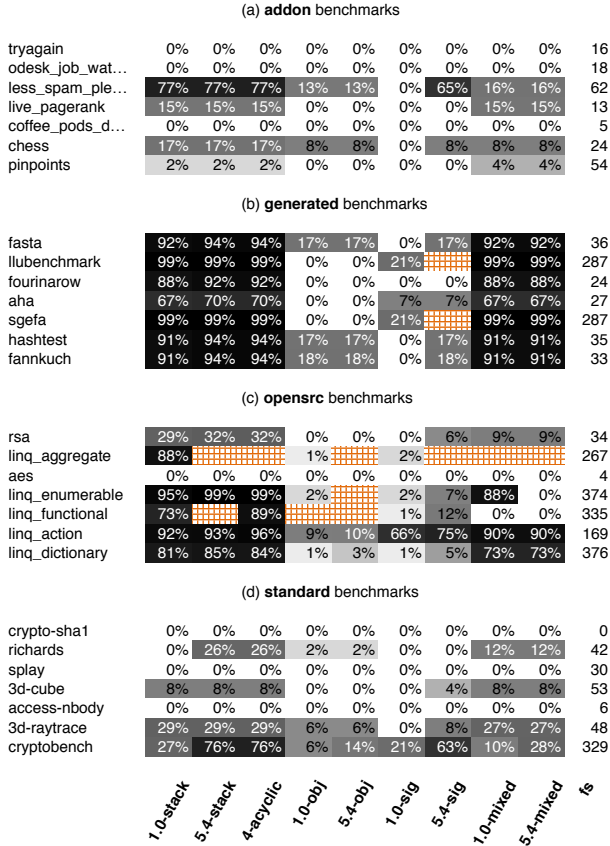 (a) addon benchmarks
tryagain 0% 0% 0% 0% 0% 0% 0% 0% 0% 16
odesk_job_wat… 0% 0% 0% 0% 0% 0% 0% 0% 0% 18
less_spam_ple… 77% 77% 77% 13% 13% 0% 65% 16% 16% 62
live_pagerank 15% 15% 15% 0% 0% 0% 0% 15% 15% 13
coffee_pods_d… 0% 0% 0% 0% 0% 0% 0% 0% 0% 5
chess 17% 17% 17% 8% 8% 0% 8% 8% 8% 24
pinpoints 2% 2% 2% 0% 0% 0% 0% 4% 4% 54
(b) generated benchmarks
fasta 92% 94% 94% 17% 17% 0% 17% 92% 92% 36
llubenchmark 99% 99% 99% 0% 0% 21% 99% 99% 287
fourinarow 88% 92% 92% 0% 0% 0% 0% 88% 88% 24
aha 67% 70% 70% 0% 0% 7% 7% 67% 67% 27
sgefa 99% 99% 99% 0% 0% 21% 99% 99% 287
hashtest 91% 94% 94% 17% 17% 0% 17% 91% 91% 35
fannkuch 91% 94% 94% 18% 18% 0% 18% 91% 91% 33
(c) opensrc benchmarks
rsa 29% 32% 32% 0% 0% 0% 6% 9% 9% 34
linq_aggregate 88% 1% 2% 267
aes 0% 0% 0% 0% 0% 0% 0% 0% 0% 4
linq_enumerable 95% 99% 99% 2% 2% 7% 88% 0% 374
linq_functional 73% 89% 1% 12% 0% 0% 335
linq_action 92% 93% 96% 9% 10% 66% 75% 90% 90% 169
linq_dictionary 81% 85% 84% 1% 3% 1% 5% 73% 73% 376
(d) standard benchmarks
crypto-sha1 0% 0% 0% 0% 0% 0% 0% 0% 0% 0
richards 0% 26% 26% 2% 2% 0% 0% 12% 12% 42
splay 0% 0% 0% 0% 0% 0% 0% 0% 0% 30
3d-cube 8% 8% 8% 0% 0% 0% 4% 8% 8% 53
access-nbody 0% 0% 0% 0% 0% 0% 0% 0% 0% 6
3d-raytrace 29% 29% 29% 6% 6% 0% 8% 27% 27% 48
cryptobench 27% 76% 76% 6% 14% 21% 63% 10% 28% 329
1.0-stack 5.4-stack 4-acyclic 1.0-obj 5.4-obj 1.0-sig 5.4-sig 1.0-mixed 5.4-mixed fs